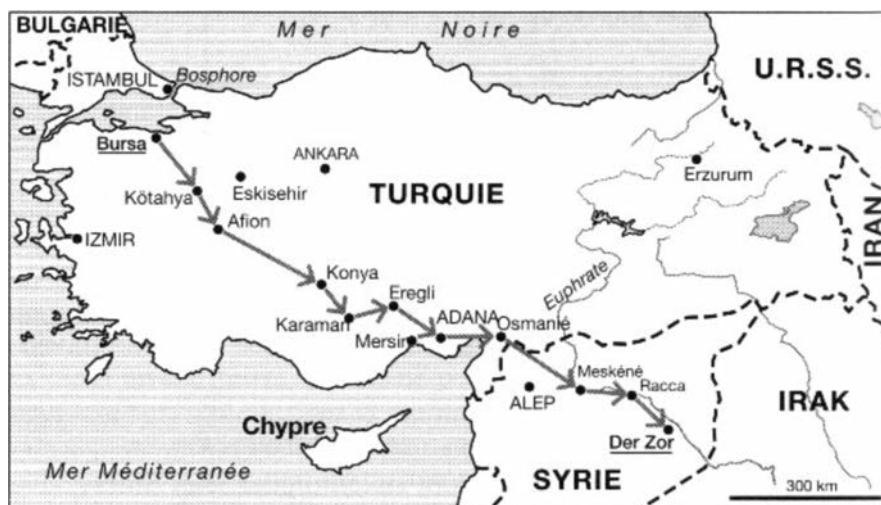 BULGARIE
Mer Noire
ISTAMBUL
Bosphore
U.R.S.S.
Bursa
ANKARA
Erzurum
Eskisehir
Kötahya
TURQUIE
Afion
IZMIR
IRAN
Konya
Eregli
Euphrate
Karaman
ADANA
Osmanié
Mersin
Meskéné
Racca
ALEP
IRAK
Chypre
Der Zor
Mer Méditerranée
SYRIE
300 km